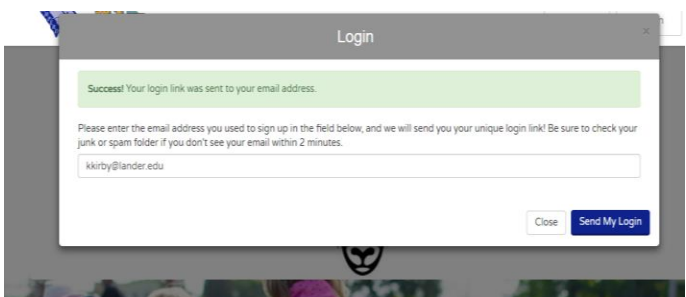 Login
×
Success! Your login link was sent to your email address.
Please enter the email address you used to sign up in the field below, and we will send you your unique login link! Be sure to check your
junk or spam folder if you don't see your email within 2 minutes.
kkirby@lander.edu
Close Send My Login